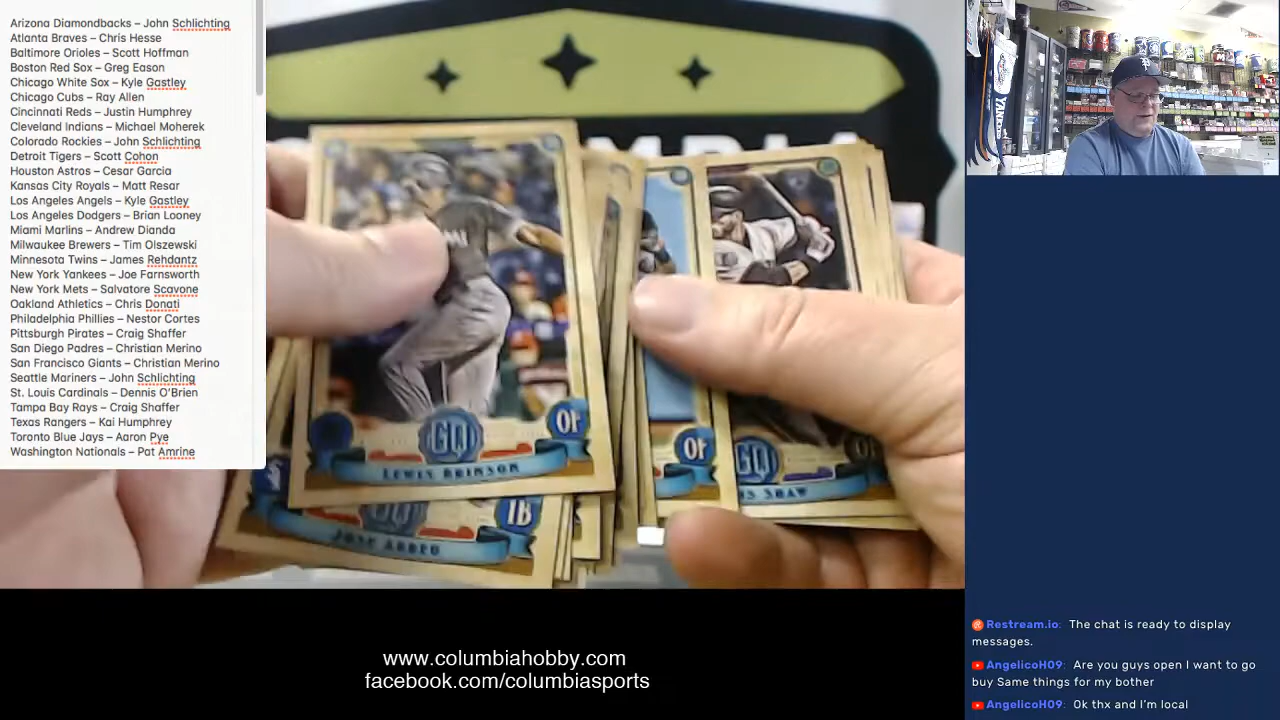 Arizona Diamondbacks – John Schlichting
Atlanta Braves – Chris Hesse
Baltimore Orioles – Scott Hoffman
Boston Red Sox – Greg Eason
Chicago White Sox – Kyle Gastley
Chicago Cubs – Ray Allen
Cincinnati Reds – Justin Humphrey
Cleveland Indians – Michael Moherek
Colorado Rockies – John Schlichting
Detroit Tigers – Scott Cohon
Houston Astros – Cesar Garcia
Kansas City Royals – Matt Resar
Los Angeles Angels – Kyle Gastley
Los Angeles Dodgers – Brian Looney
Miami Marlins – Andrew Dianda
Milwaukee Brewers – Tim Olszewski
Minnesota Twins – James Rehdantz
New York Yankees – Joe Farnsworth
New York Mets – Salvatore Scavone
Oakland Athletics – Chris Donati
Philadelphia Phillies – Nestor Cortes
Pittsburgh Pirates – Craig Shaffer
San Diego Padres – Christian Merino
San Francisco Giants – Christian Merino
Seattle Mariners – John Schlichting
St. Louis Cardinals – Dennis O'Brien
Tampa Bay Rays – Craig Shaffer
Texas Rangers – Kai Humphrey
Toronto Blue Jays – Aaron Pye
Washington Nationals – Pat Amrine
GQ
LEWIS BRINSON
1B
JOSE ABREU
GQ
SHAW
www.columbiahobby.com
facebook.com/columbiasports
Restream.io: The chat is ready to display
messages.
AngelicoH09: Are you guys open I want to go
buy Same things for my bother
AngelicoH09: Ok thx and I'm local